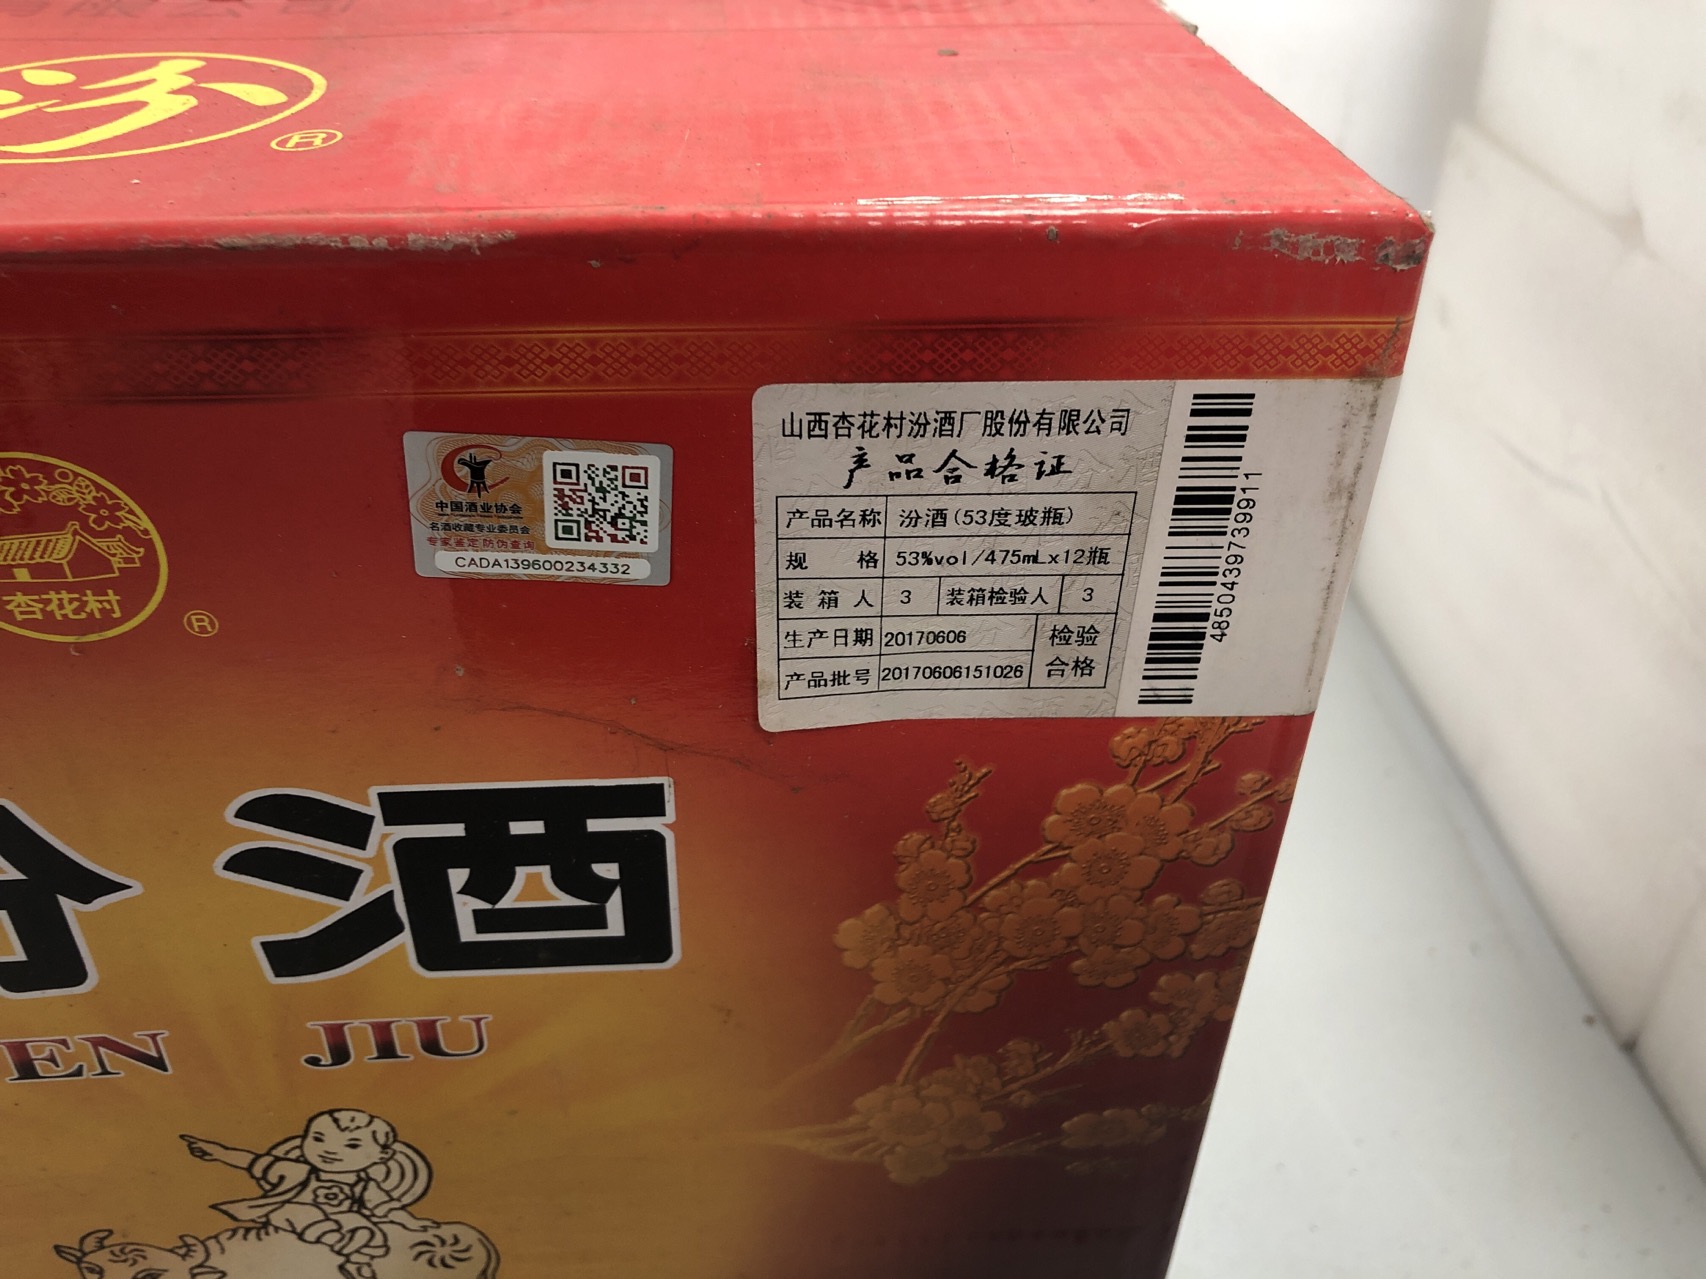 汾
®
杏花村
®
中国酒业协会
名酒收藏专业委员会
专家鉴定 防伪查询
CADA139600234332
山西杏花村汾酒厂股份有限公司
产品合格证
产品名称 汾酒(53度玻瓶)
规 格 53%vol/475mLx12瓶
装箱人 3 装箱检验人 3
生产日期 20170606 检验
产品批号 20170606151026 合格
4850439739911
汾酒
EN JIU